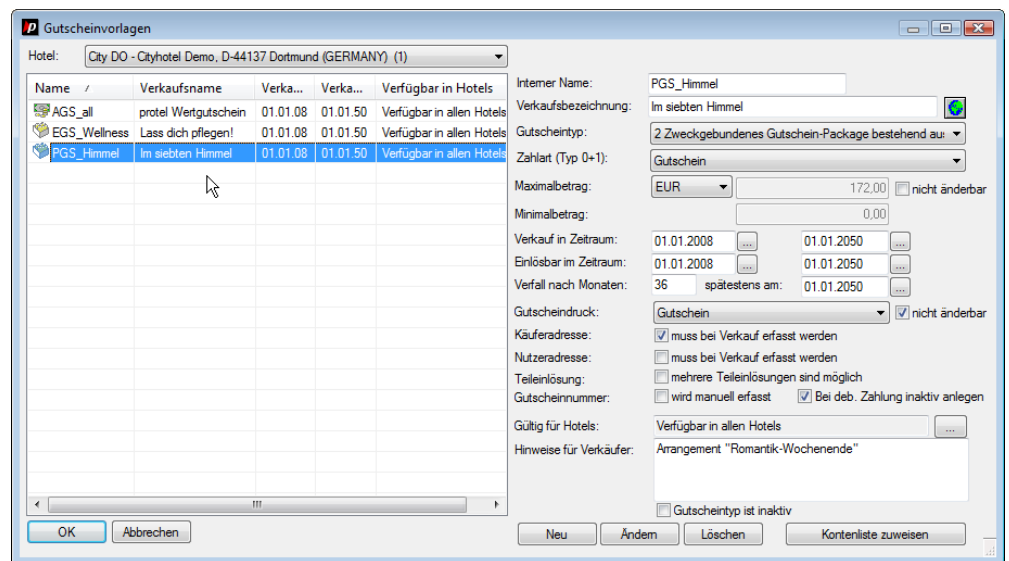 Gutscheinvorlagen
Hotel: City DO - Cityhotel Demo, D-44137 Dortmund (GERMANY) (1)
Name Verkaufsname Verka... Verka... Verfügbar in Hotels
AGS_all protel Wertgutschein 01.01.08 01.01.50 Verfügbar in allen Hotels
EGS_Wellness Lass dich pflegen! 01.01.08 01.01.50 Verfügbar in allen Hotels
PGS_Himmel Im siebten Himmel 01.01.08 01.01.50 Verfügbar in allen Hotels
OK Abbrechen
Interner Name: PGS_Himmel
Verkaufsbezeichnung: Im siebten Himmel
Gutscheintyp: 2 Zweckgebundenes Gutschein-Package bestehend au
Zahlart (Typ 0+1): Gutschein
Maximalbetrag: EUR 172,00 nicht änderbar
Minimalbetrag: 0,00
Verkauf in Zeitraum: 01.01.2008 ... 01.01.2050 ...
Einlösbar im Zeitraum: 01.01.2008 ... 01.01.2050 ...
Verfall nach Monaten: 36 spätestens am: 01.01.2050 ...
Gutscheindruck: Gutschein nicht änderbar
Käuferadresse: muss bei Verkauf erfasst werden
Nutzeradresse: muss bei Verkauf erfasst werden
Teileinlösung: mehrere Teileinlösungen sind möglich
Gutscheinnummer: wird manuell erfasst Bei deb. Zahlung inaktiv anlegen
Gültig für Hotels: Verfügbar in allen Hotels ...
Hinweise für Verkäufer: Arrangement "Romantik-Wochenende"
Gutscheintyp ist inaktiv
Neu Ändern Löschen Kontenliste zuweisen